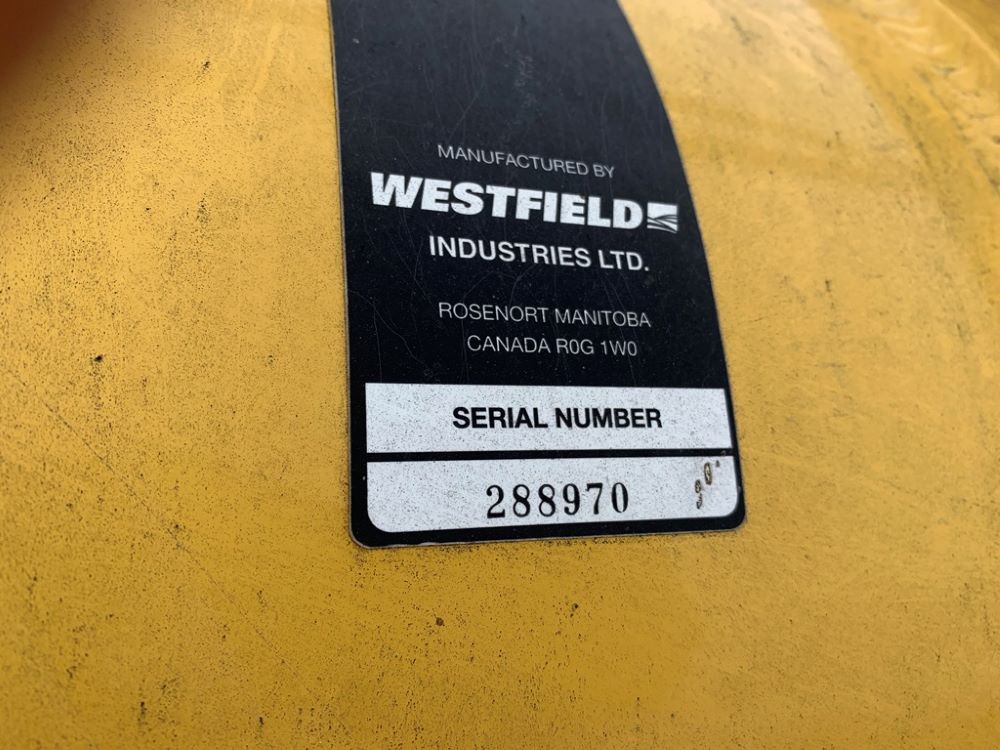 MANUFACTURED BY
WESTFIELD
INDUSTRIES LTD.
ROSENORT MANITOBA
CANADA R0G 1W0
SERIAL NUMBER
288970